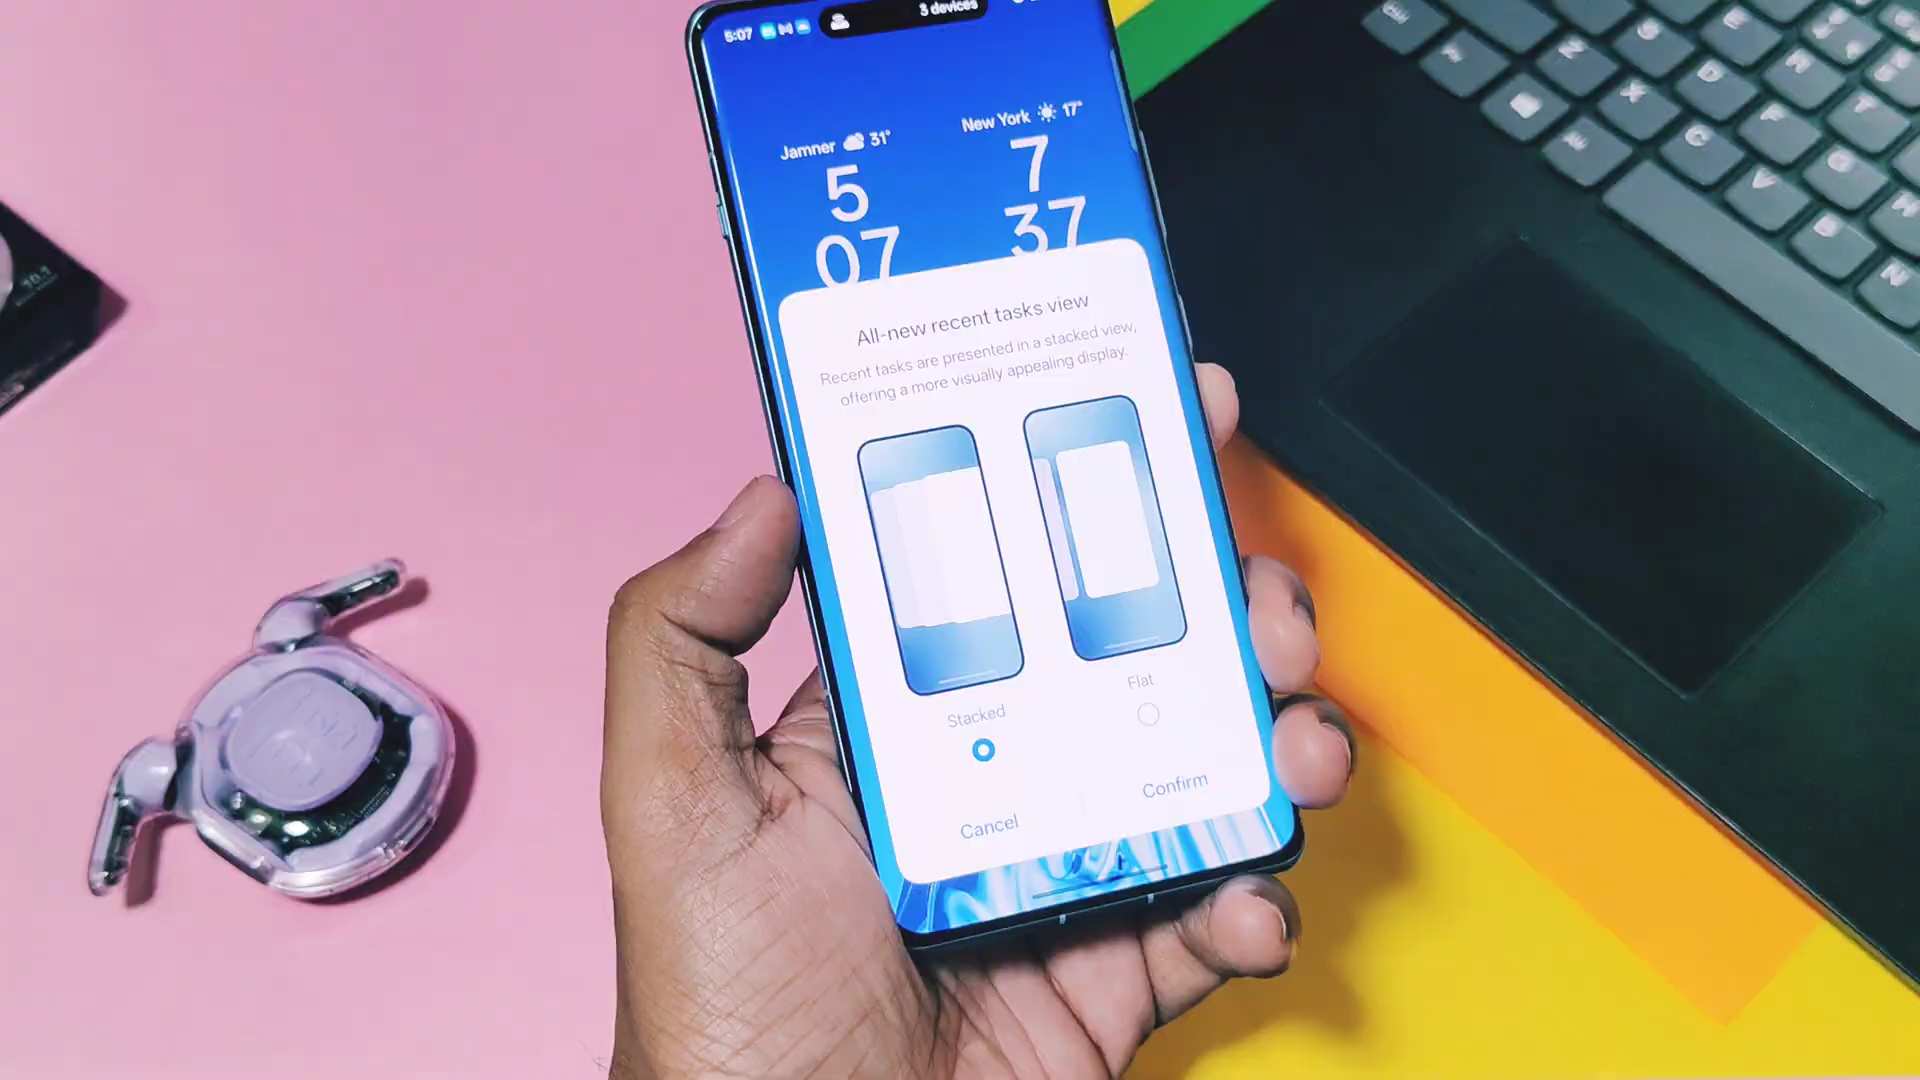 5:07
3 devices
Jamner 31°
5
07
New York 17°
7
37
All-new recent tasks view
Recent tasks are presented in a stacked view,
offering a more visually appealing display.
Stacked
Flat
Cancel
Confirm
Z
S
E
X
D
C
V
B
N
T